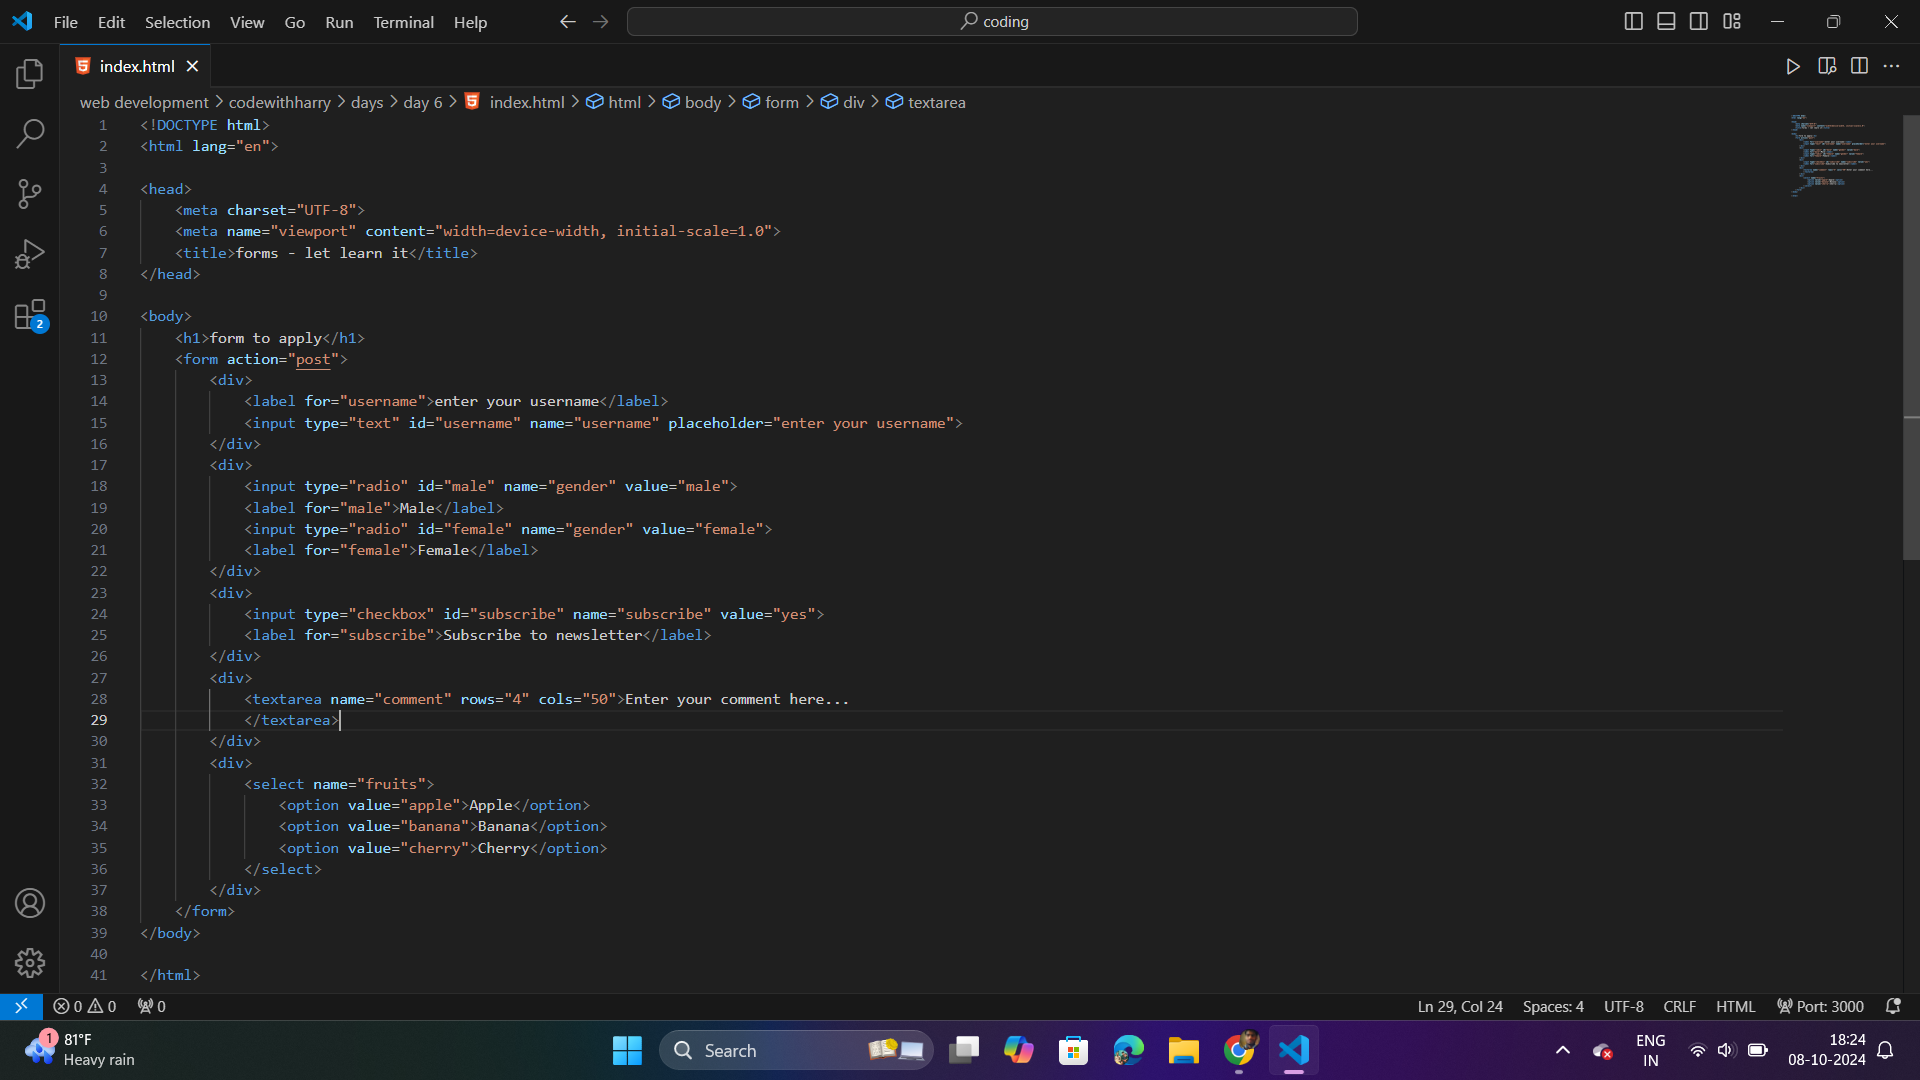 File Edit Selection View Go Run Terminal Help
coding
index.html
web development > codewithharry > days > day 6 > index.html > html > body > form > div > textarea
1 <!DOCTYPE html>
2 <html lang="en">
3
4 <head>
5 <meta charset="UTF-8">
6 <meta name="viewport" content="width=device-width, initial-scale=1.0">
7 <title>forms - let learn it</title>
8 </head>
9
10 <body>
11 <h1>form to apply</h1>
12 <form action="post">
13 <div>
14 <label for="username">enter your username</label>
15 <input type="text" id="username" name="username" placeholder="enter your username">
16 </div>
17 <div>
18 <input type="radio" id="male" name="gender" value="male">
19 <label for="male">Male</label>
20 <input type="radio" id="female" name="gender" value="female">
21 <label for="female">Female</label>
22 </div>
23 <div>
24 <input type="checkbox" id="subscribe" name="subscribe" value="yes">
25 <label for="subscribe">Subscribe to newsletter</label>
26 </div>
27 <div>
28 <textarea name="comment" rows="4" cols="50">Enter your comment here...
29 </textarea>
30 </div>
31 <div>
32 <select name="fruits">
33 <option value="apple">Apple</option>
34 <option value="banana">Banana</option>
35 <option value="cherry">Cherry</option>
36 </select>
37 </div>
38 </form>
39 </body>
40
41 </html>
2
0 0 0 Ln 29, Col 24 Spaces: 4 UTF-8 CRLF HTML Port: 3000
1 81°F
Heavy rain
Search
ENG
IN
18:24
08-10-2024